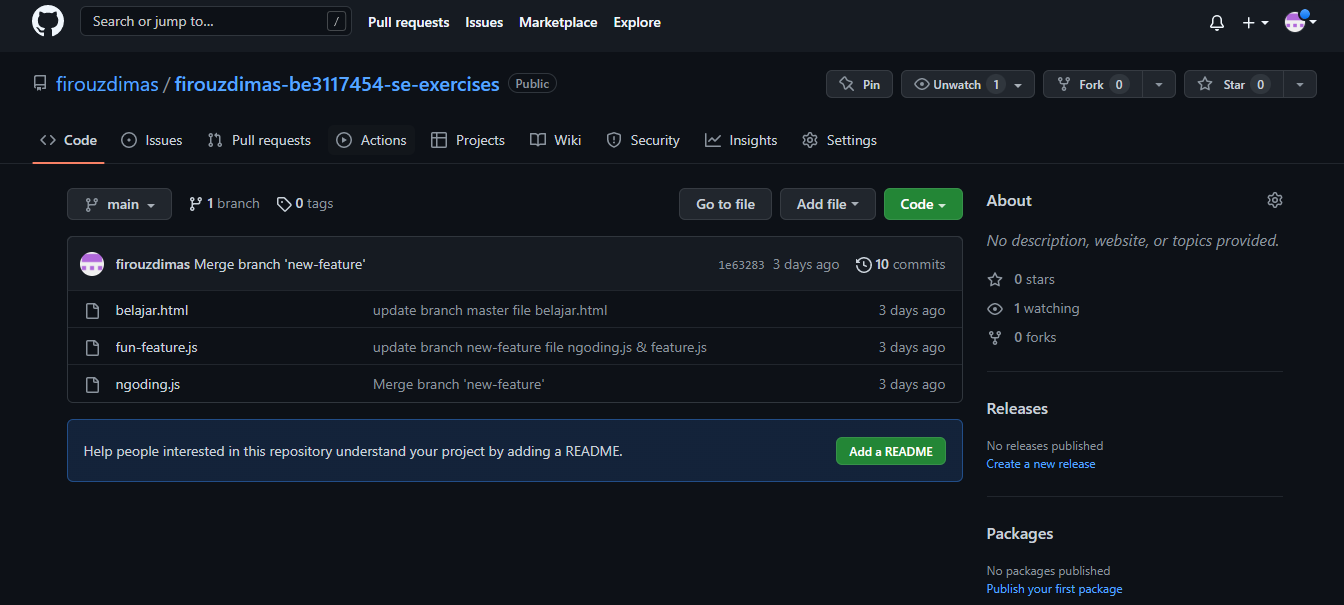 Search or jump to... / Pull requests Issues Marketplace Explore
firouzdimas / firouzdimas-be3117454-se-exercises Public Pin Unwatch 1 Fork 0 Star 0
Code Issues Pull requests Actions Projects Wiki Security Insights Settings
main 1 branch 0 tags Go to file Add file Code
firouzdimas Merge branch 'new-feature' 1e63283 3 days ago 10 commits
belajar.html update branch master file belajar.html 3 days ago
fun-feature.js update branch new-feature file ngoding.js & feature.js 3 days ago
ngoding.js Merge branch 'new-feature' 3 days ago
Help people interested in this repository understand your project by adding a README. Add a README
About
No description, website, or topics provided.
0 stars
1 watching
0 forks
Releases
No releases published
Create a new release
Packages
No packages published
Publish your first package